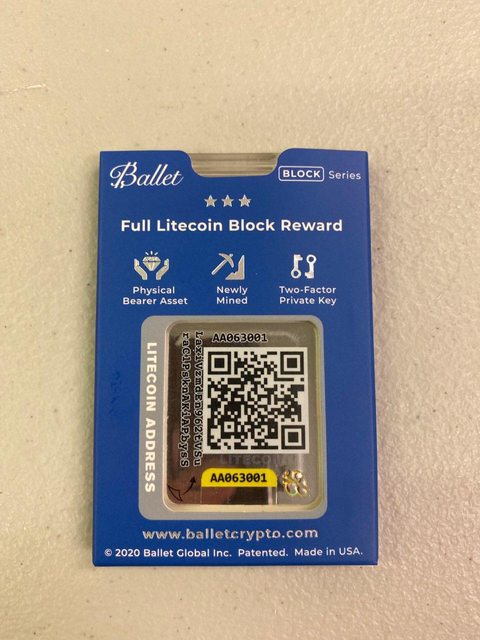 Ballet
BLOCK Series
Full Litecoin Block Reward
Physical
Bearer Asset
Newly
Mined
Two-Factor
Private Key
LITECOIN ADDRESS
AA063001
LITECOIN
AA063001
www.balletcrypto.com
© 2020 Ballet Global Inc. Patented. Made in USA.